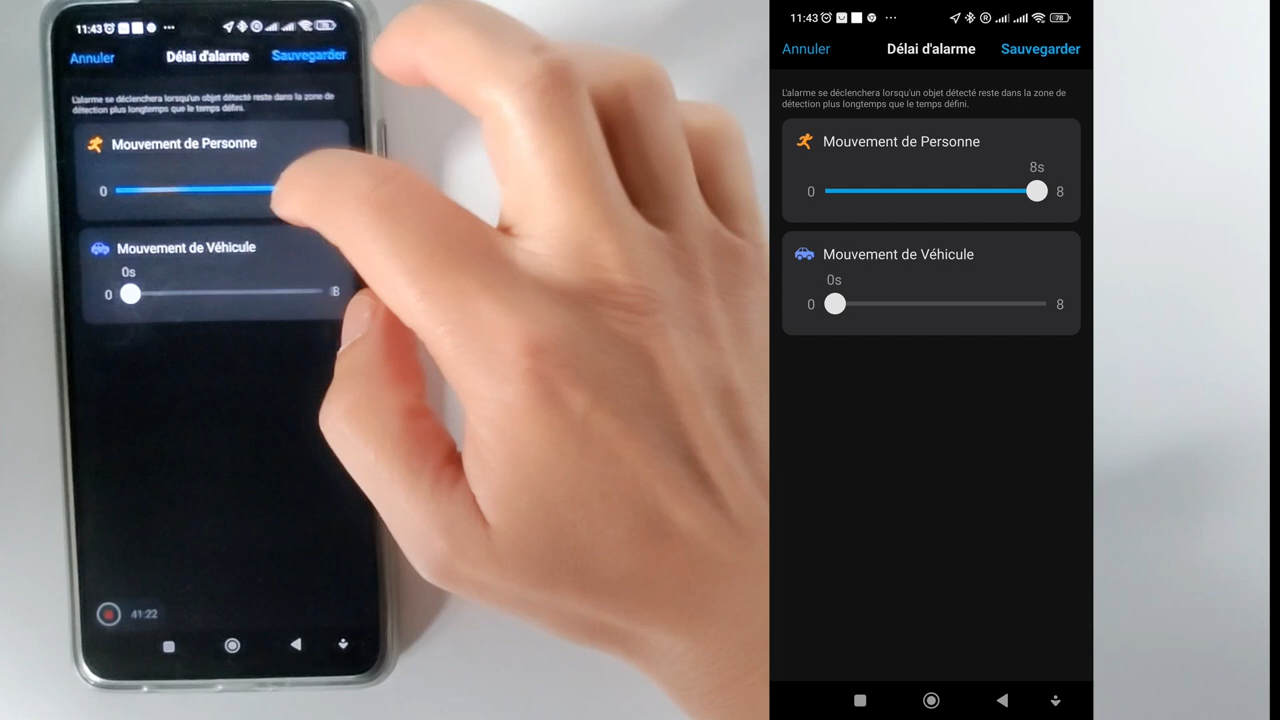 11:43
Annuler Délai d'alarme Sauvegarder
L'alarme se déclenchera lorsqu'un objet détecté reste dans la zone de
détection plus longtemps que le temps défini.
Mouvement de Personne
0
Mouvement de Véhicule
0s
0 8
41:22
11:43 78
Annuler Délai d'alarme Sauvegarder
L'alarme se déclenchera lorsqu'un objet détecté reste dans la zone de
détection plus longtemps que le temps défini.
Mouvement de Personne
8s
0 8
Mouvement de Véhicule
0s
0 8